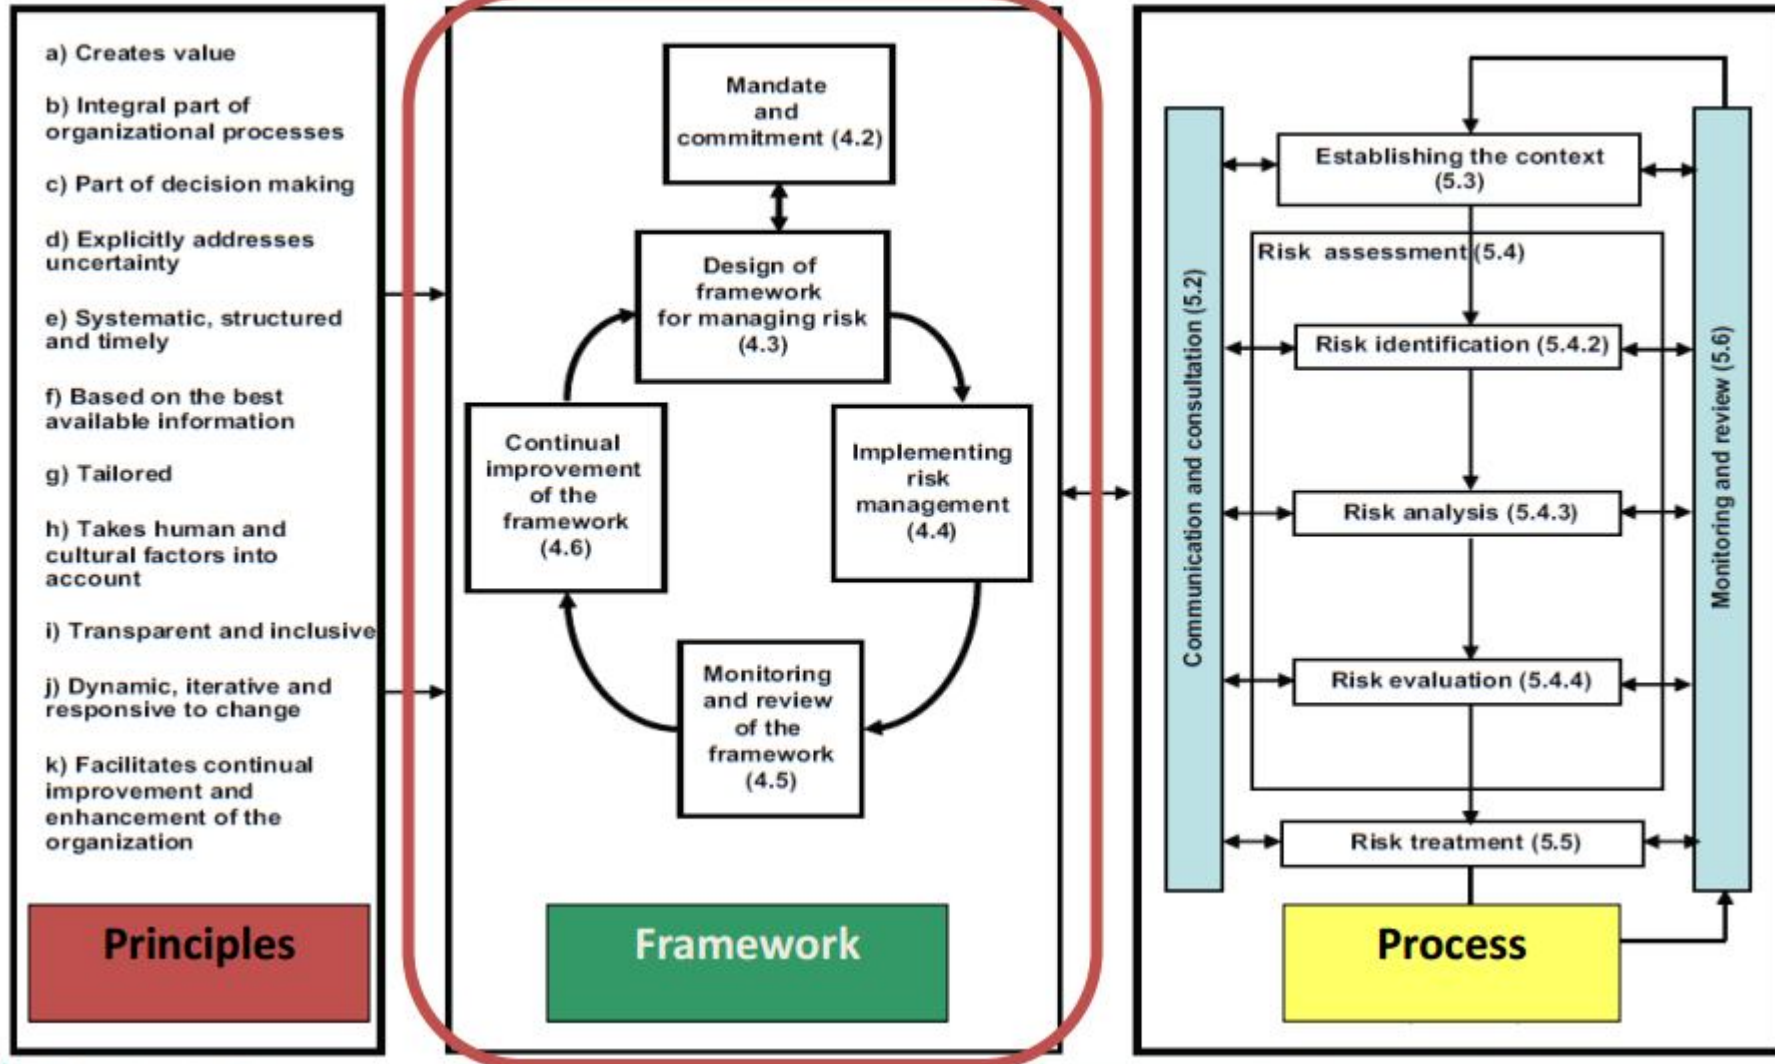 a) Creates value
b) Integral part of
organizational processes
c) Part of decision making
d) Explicitly addresses
uncertainty
e) Systematic, structured
and timely
f) Based on the best
available information
g) Tailored
h) Takes human and
cultural factors into
account
i) Transparent and inclusive
j) Dynamic, iterative and
responsive to change
k) Facilitates continual
improvement and
enhancement of the
organization
Principles
Mandate
and
commitment (4.2)
Design of
framework
for managing risk
(4.3)
Implementing
risk
management
(4.4)
Monitoring
and review
of the
framework
(4.5)
Continual
improvement
of the
framework
(4.6)
Framework
Communication and consultation (5.2)
Establishing the context
(5.3)
Risk assessment (5.4)
Risk identification (5.4.2)
Risk analysis (5.4.3)
Risk evaluation (5.4.4)
Risk treatment (5.5)
Monitoring and review (5.6)
Process